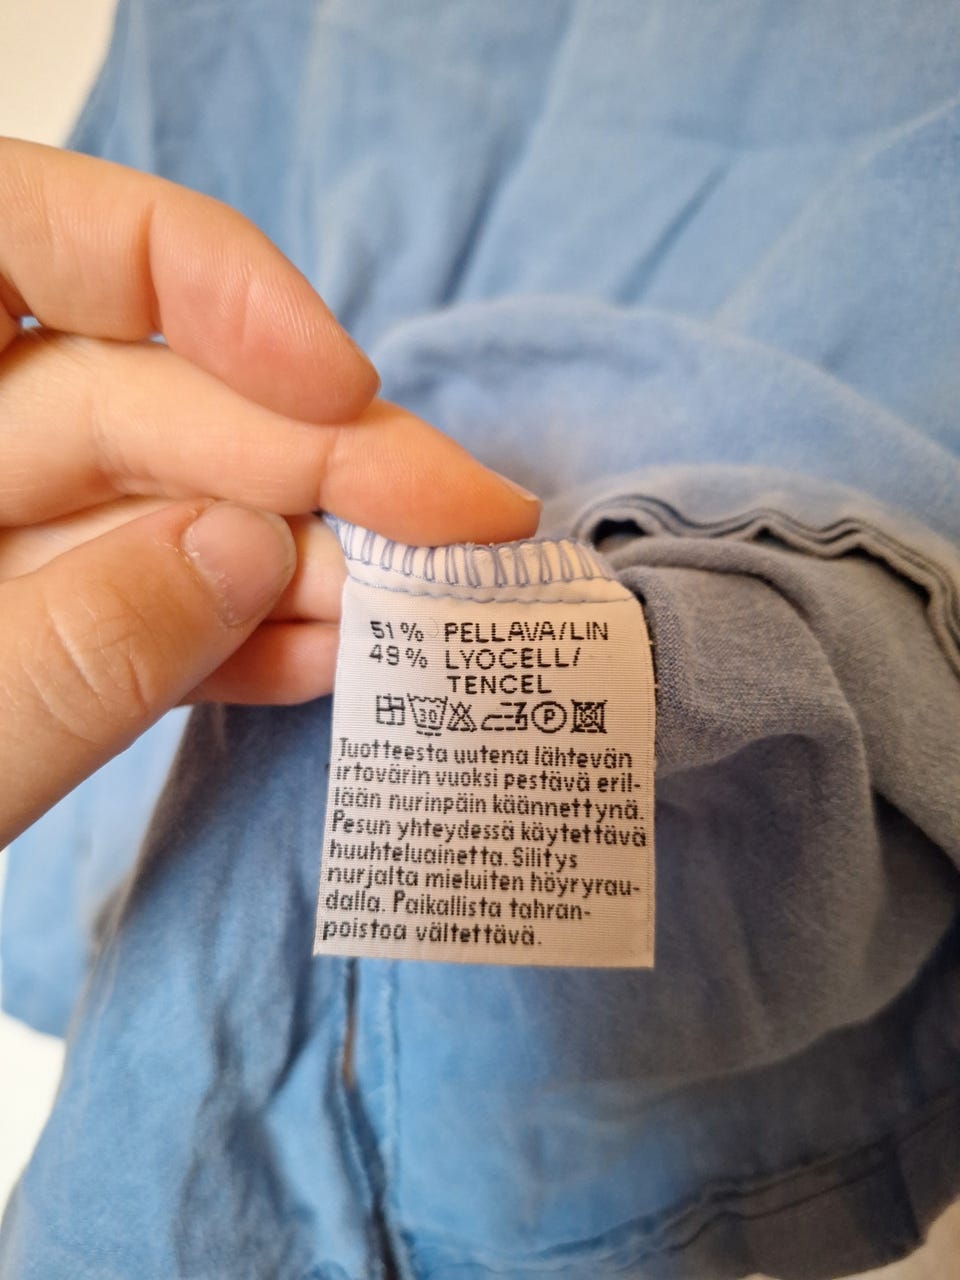 51% PELLAVA/LIN
49% LYOCELL/
TENCEL
30 P
Tuotteesta uutena lähtevän
irtovärin vuoksi pestävä eril-
lään nurinpäin käännettynä.
Pesun yhteydessä käytettävä
huuhteluainetta. Silitys
nurjalta mieluiten höyryrau-
dalla. Paikallista tahran-
poistoa vältettävä.